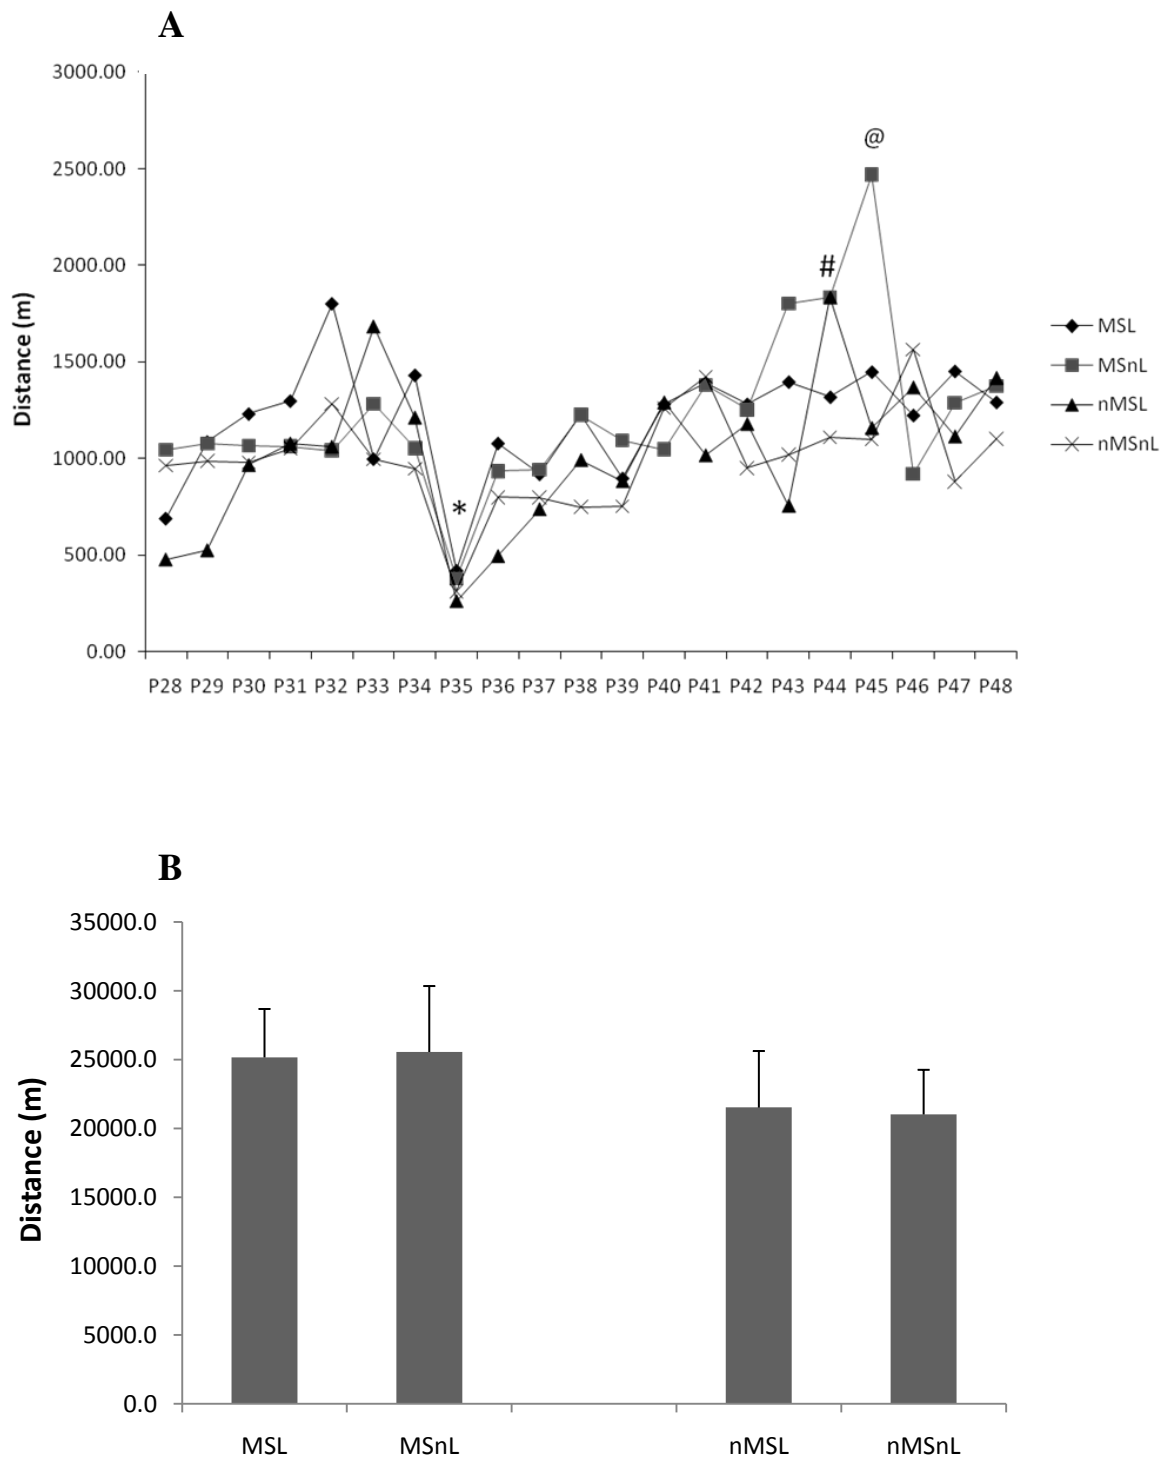 A
3000.00
2500.00
2000.00
1500.00
1000.00
500.00
0.00
Distance (m)
@
#
*
MSL
MSnL
nMSL
nMSnL
P28 P29 P30 P31 P32 P33 P34 P35 P36 P37 P38 P39 P40 P41 P42 P43 P44 P45 P46 P47 P48
B
35000.0
30000.0
25000.0
20000.0
15000.0
10000.0
5000.0
0.0
Distance (m)
MSL MSnL nMSL nMSnL